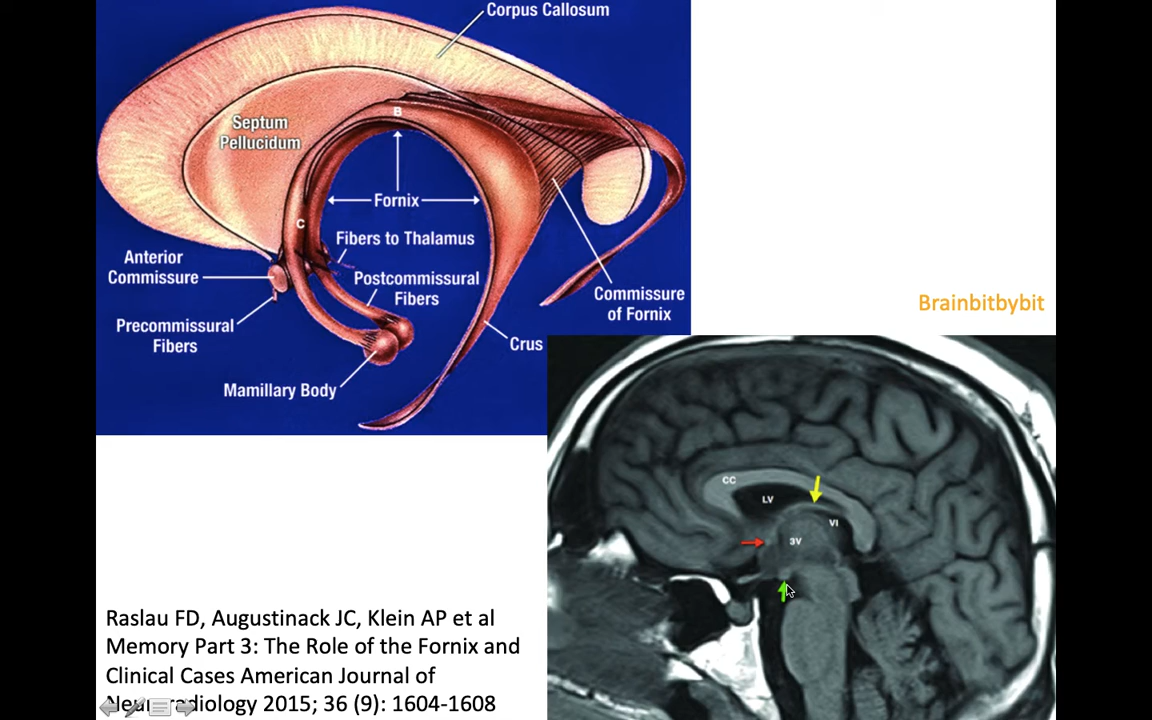 Corpus Callosum
B
Septum
Pellucidum
Fornix
C
Fibers to Thalamus
Anterior
Commissure
Postcommissural
Fibers
Commissure
of Fornix
Precommissural
Fibers
Crus
Mamillary Body
Brainbitbybit
CC
LV
VI
3V
Raslau FD, Augustinack JC, Klein AP et al
Memory Part 3: The Role of the Fornix and
Clinical Cases American Journal of
Neuroradiology 2015; 36 (9): 1604-1608